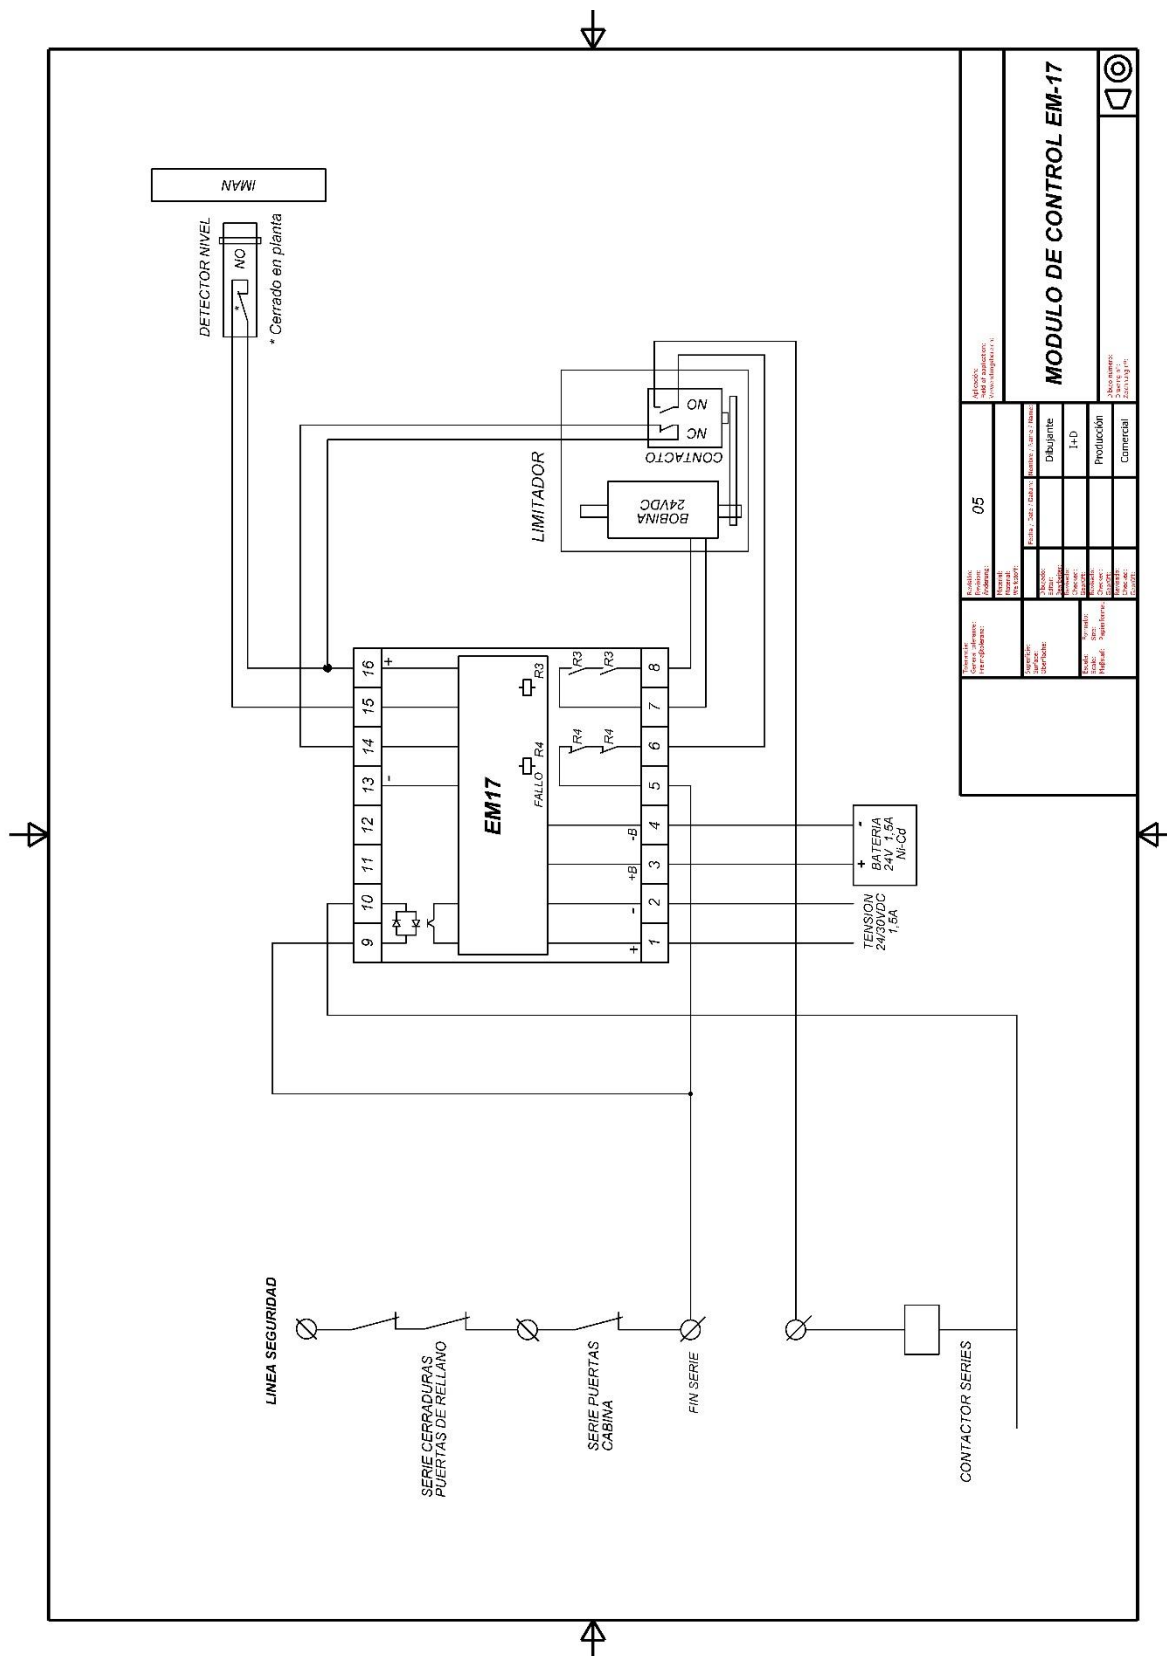 IMAN
DETECTOR NIVEL
NO
*
* Cerrado en planta
LIMITADOR
CONTACTO
NC
NO
BOBINA
24VDC
9
10
11
12
13
14
15
16
-
+
EM17
FALLO
R4
R3
R4
R4
R3
R3
+
-
+B
-B
1
2
3
4
5
6
7
8
TENSION
24/30VDC
1,5A
+
-
BATERIA
24V 1,5A
Ni-Cd
LINEA SEGURIDAD
SERIE CERRADURAS
PUERTAS DE RELLANO
SERIE PUERTAS
CABINA
FIN SERIE
CONTACTOR SERIES
05
Dibujante
I+D
Producción
Comercial
MODULO DE CONTROL EM-17